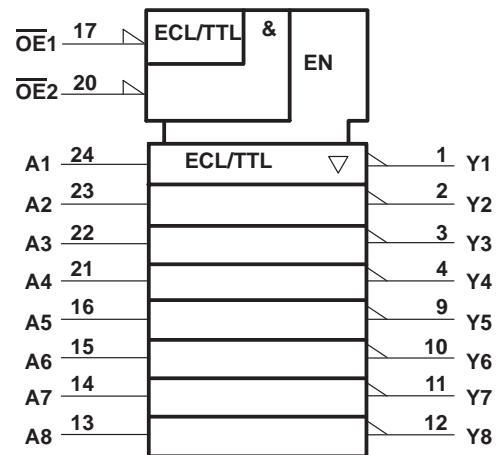 O̅E̅1 17 ECL/TTL & EN
O̅E̅2 20
A1 24 ECL/TTL ▽ 1 Y1
A2 23 2 Y2
A3 22 3 Y3
A4 21 4 Y4
A5 16 9 Y5
A6 15 10 Y6
A7 14 11 Y7
A8 13 12 Y8